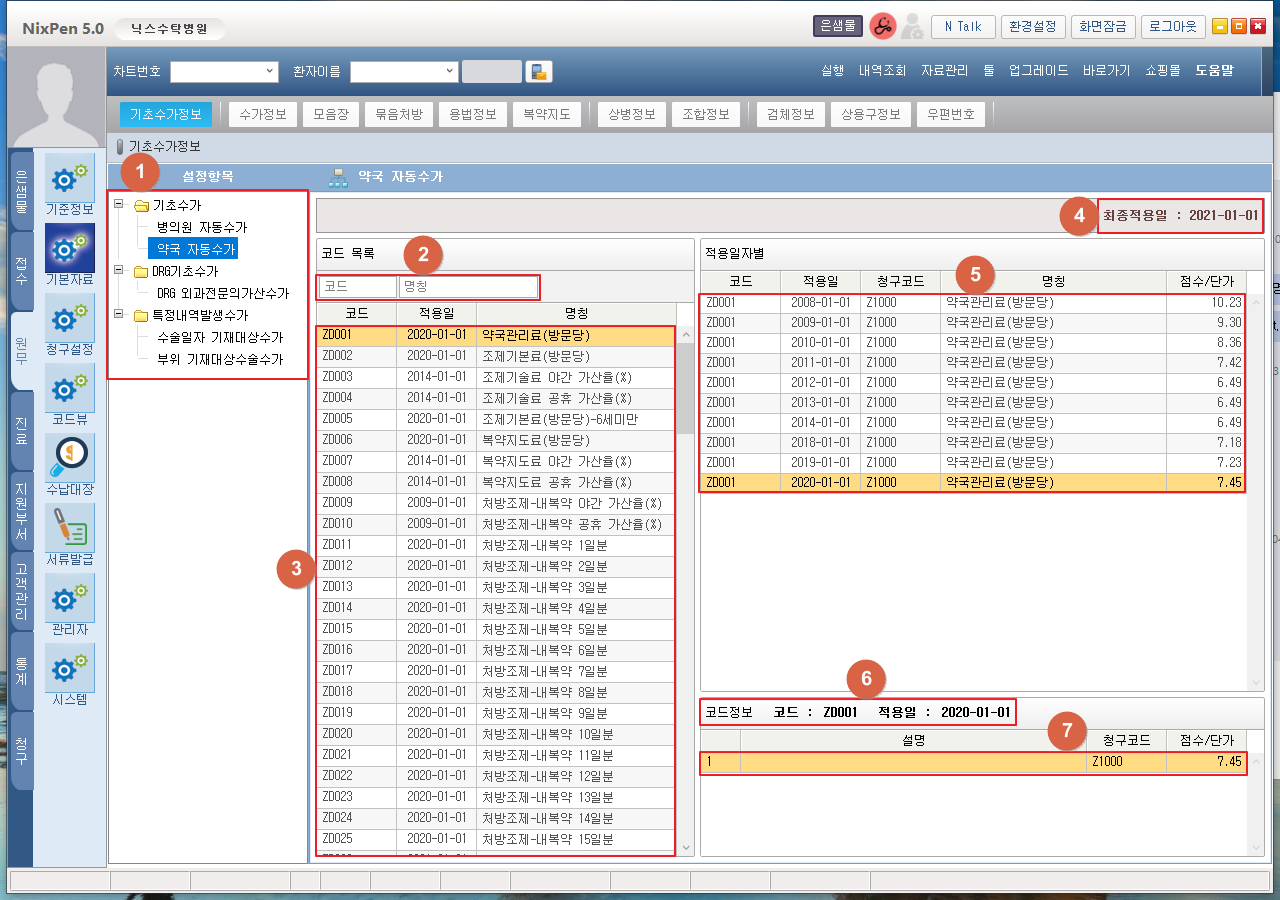 NixPen 5.0 닉스수탁병원 은샘물 N Talk 환경설정 화면잠금 로그아웃
차트번호 환자이름 실행 내역조회 자료관리 툴 업그레이드 바로가기 쇼핑몰 도움말
기초수가정보 수가정보 모음장 묶음처방 용법정보 복약지도 상병정보 조합정보 검체정보 상용구정보 우편번호
기초수가정보
은샘물
접수
원무
진료
지원부서
고객관리
통계
청구
기준정보
기본자료
청구설정
코드뷰
수납대장
서류발급
관리자
시스템
1
설정항목
기초수가
병의원 자동수가
약국 자동수가
DRG기초수가
DRG 외과전문의가산수가
특정내역발생수가
수술일자 기재대상수가
부위 기재대상수술수가
약국 자동수가
4
최종적용일 : 2021-01-01
코드 목록
2
코드 명칭
코드 적용일 명칭
3
ZD001 2020-01-01 약국관리료(방문당)
ZD002 2020-01-01 조제기본료(방문당)
ZD003 2014-01-01 조제기술료 야간 가산율(%)
ZD004 2014-01-01 조제기술료 공휴 가산율(%)
ZD005 2020-01-01 조제기본료(방문당)-6세미만
ZD006 2020-01-01 복약지도료(방문당)
ZD007 2014-01-01 복약지도료 야간 가산율(%)
ZD008 2014-01-01 복약지도료 공휴 가산율(%)
ZD009 2009-01-01 처방조제-내복약 야간 가산율(%)
ZD010 2009-01-01 처방조제-내복약 공휴 가산율(%)
ZD011 2020-01-01 처방조제-내복약 1일분
ZD012 2020-01-01 처방조제-내복약 2일분
ZD013 2020-01-01 처방조제-내복약 3일분
ZD014 2020-01-01 처방조제-내복약 4일분
ZD015 2020-01-01 처방조제-내복약 5일분
ZD016 2020-01-01 처방조제-내복약 6일분
ZD017 2020-01-01 처방조제-내복약 7일분
ZD018 2020-01-01 처방조제-내복약 8일분
ZD019 2020-01-01 처방조제-내복약 9일분
ZD020 2020-01-01 처방조제-내복약 10일분
ZD021 2020-01-01 처방조제-내복약 11일분
ZD022 2020-01-01 처방조제-내복약 12일분
ZD023 2020-01-01 처방조제-내복약 13일분
ZD024 2020-01-01 처방조제-내복약 14일분
ZD025 2020-01-01 처방조제-내복약 15일분
적용일자별
5
코드 적용일 청구코드 명칭 점수/단가
ZD001 2008-01-01 Z1000 약국관리료(방문당) 10.23
ZD001 2009-01-01 Z1000 약국관리료(방문당) 9.30
ZD001 2010-01-01 Z1000 약국관리료(방문당) 8.36
ZD001 2011-01-01 Z1000 약국관리료(방문당) 7.42
ZD001 2012-01-01 Z1000 약국관리료(방문당) 6.49
ZD001 2013-01-01 Z1000 약국관리료(방문당) 6.49
ZD001 2014-01-01 Z1000 약국관리료(방문당) 6.49
ZD001 2018-01-01 Z1000 약국관리료(방문당) 7.18
ZD001 2019-01-01 Z1000 약국관리료(방문당) 7.23
ZD001 2020-01-01 Z1000 약국관리료(방문당) 7.45
6
코드정보 코드 : ZD001 적용일 : 2020-01-01
7
설명 청구코드 점수/단가
1 Z1000 7.45